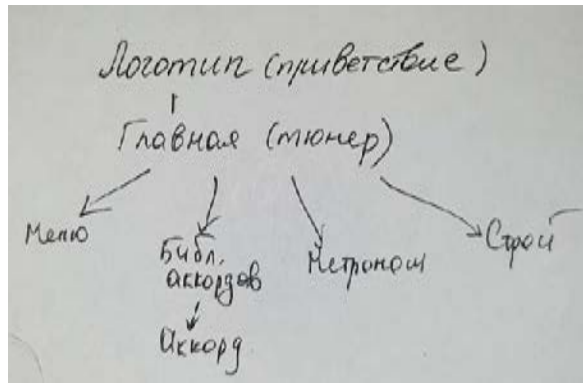 Логотип (приветствие)
Главная (тюнер)
Меню
Библ.
аккордов
Метроном
Строй
Аккорд